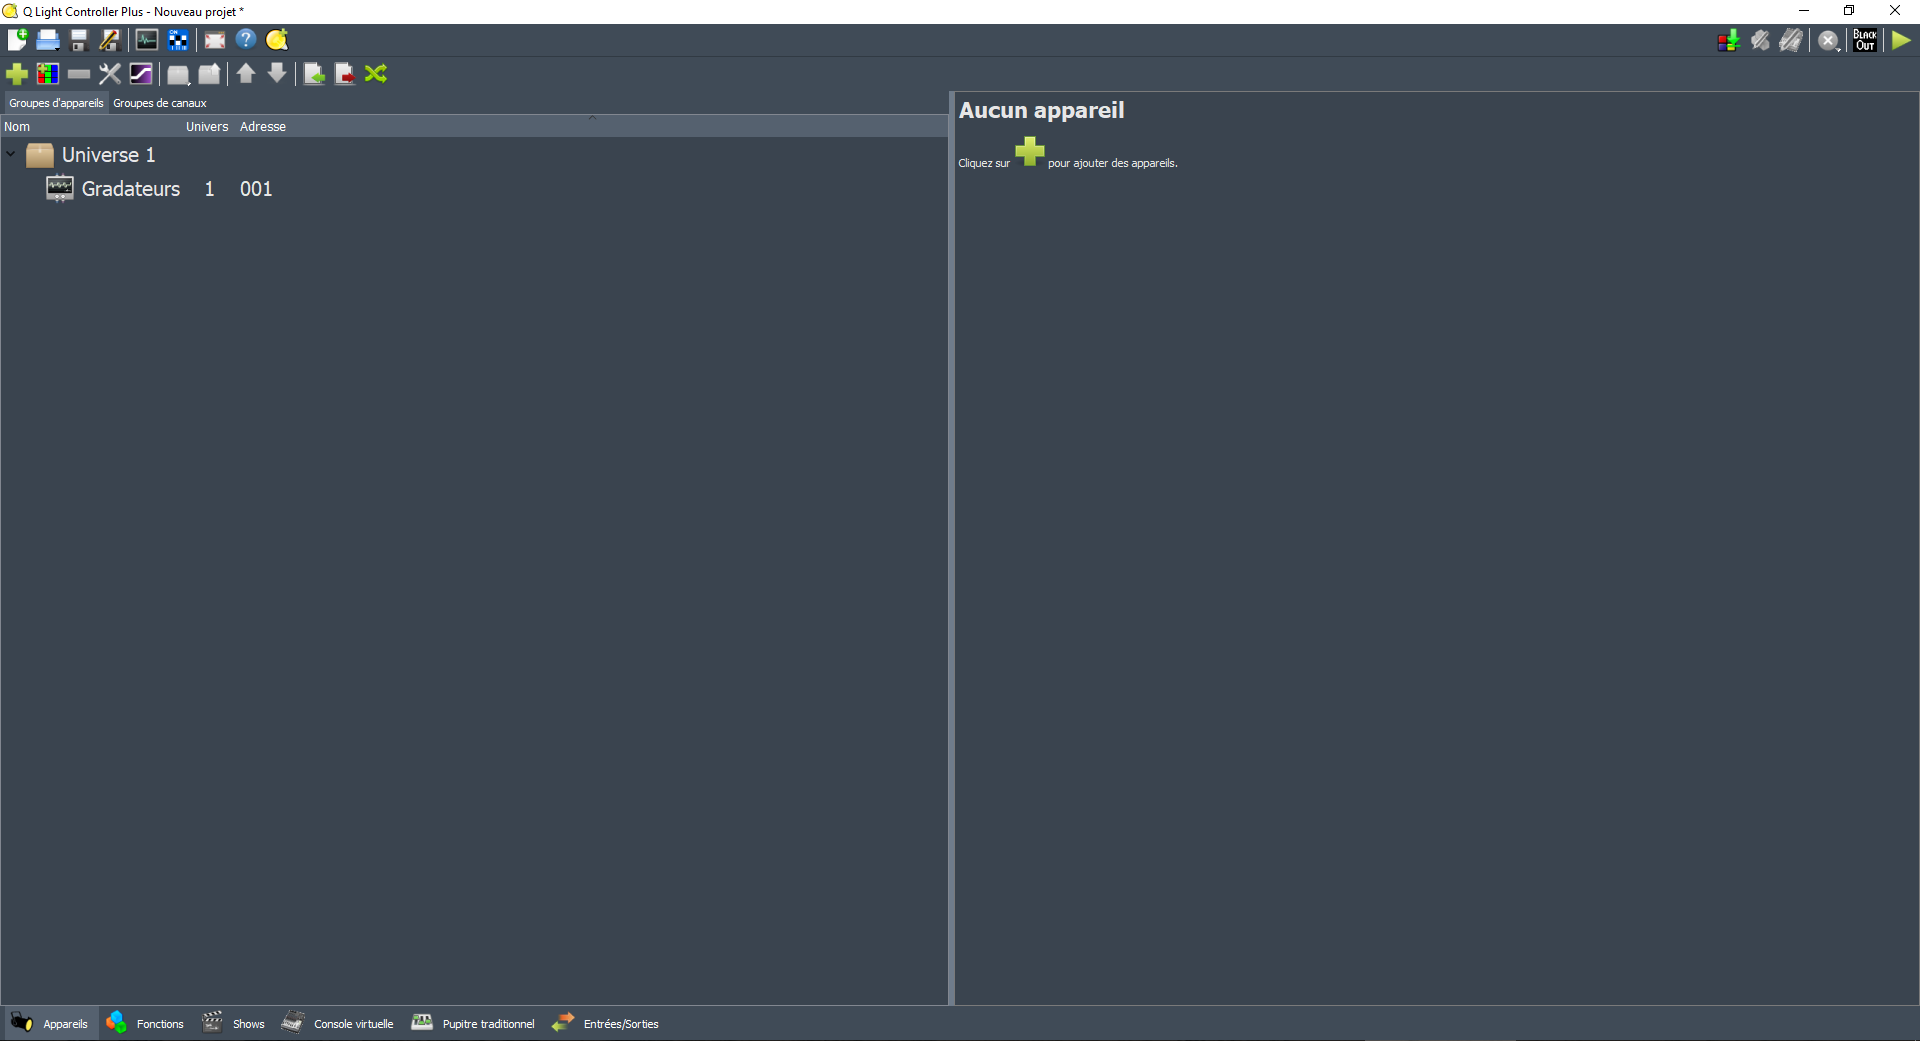 Q Light Controller Plus - Nouveau projet *
ON
BLACK
OUT
Groupes d'appareils Groupes de canaux
Nom Univers Adresse
Universe 1
Gradateurs 1 001
Aucun appareil
Cliquez sur pour ajouter des appareils.
Appareils Fonctions Shows Console virtuelle Pupitre traditionnel Entrées/Sorties